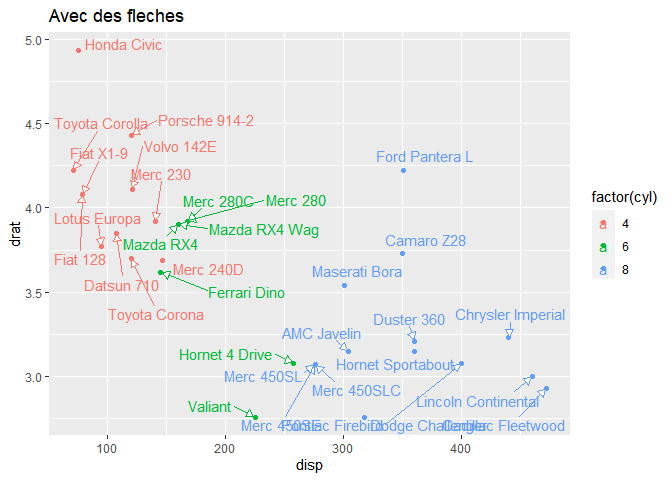 Avec des fleches
5.0
Honda Civic
Toyota Corolla
Porsche 914-2
4.5
Fiat X1-9
Volvo 142E
Ford Pantera L
Merc 230
factor(cyl)
Merc 280C
Merc 280
a 4
4.0
Lotus Europa
Mazda RX4 Wag
a 6
drat
Mazda RX4
Camaro Z28
a 8
Fiat 128
Merc 240D
Maserati Bora
Datsun 710
Ferrari Dino
3.5
Toyota Corona
Duster 360
Chrysler Imperial
AMC Javelin
Hornet 4 Drive
Hornet Sportabout
3.0
Merc 450SL
Merc 450SLC
Valiant
Lincoln Continental
Merc 450SE
Pontiac Firebird
Dodge Challenger
Cadillac Fleetwood
100
200
300
400
disp